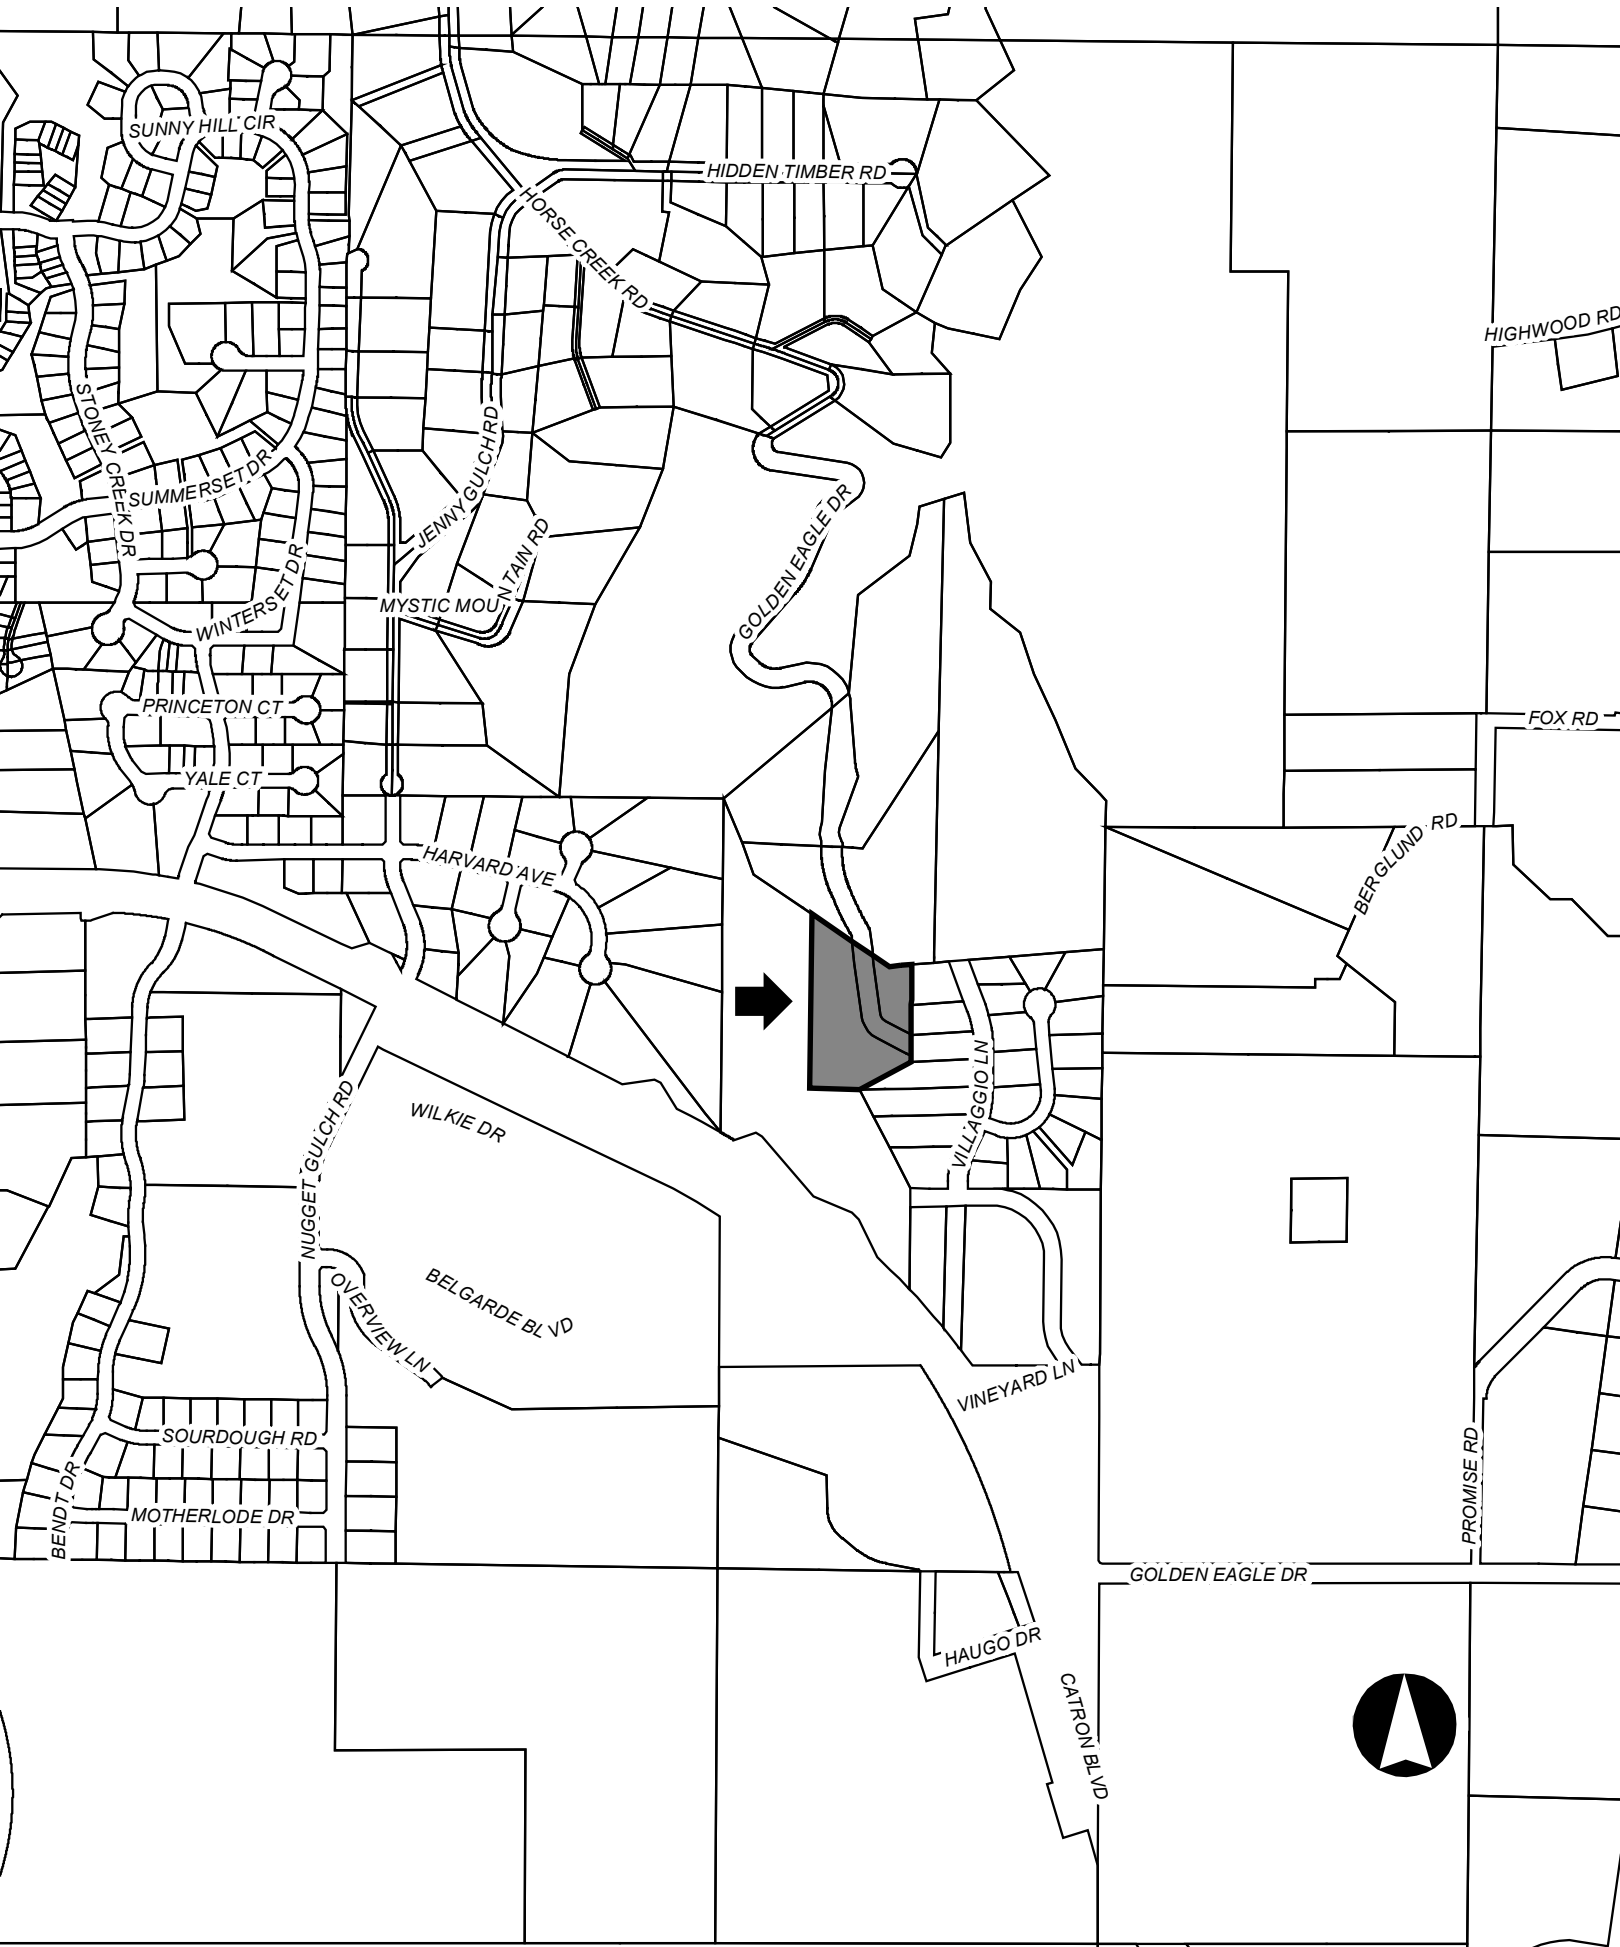 SUNNY HILL CIR
HIDDEN TIMBER RD
HORSE CREEK RD
HIGHWOOD RD
STONEY CREEK DR
JENNY GULCH RD
SUMMERSET DR
GOLDEN EAGLE DR
WINTERSET DR
MYSTIC MOUNTAIN RD
PRINCETON CT
FOX RD
YALE CT
BERGLUND RD
HARVARD AVE
VILLAGGIO LN
NUGGET GULCH RD
WILKIE DR
BELGARDE BLVD
OVERVIEW LN
VINEYARD LN
SOURDOUGH RD
BENDT DR
MOTHERLODE DR
PROMISE RD
GOLDEN EAGLE DR
HAUGO DR
CATRON BLVD